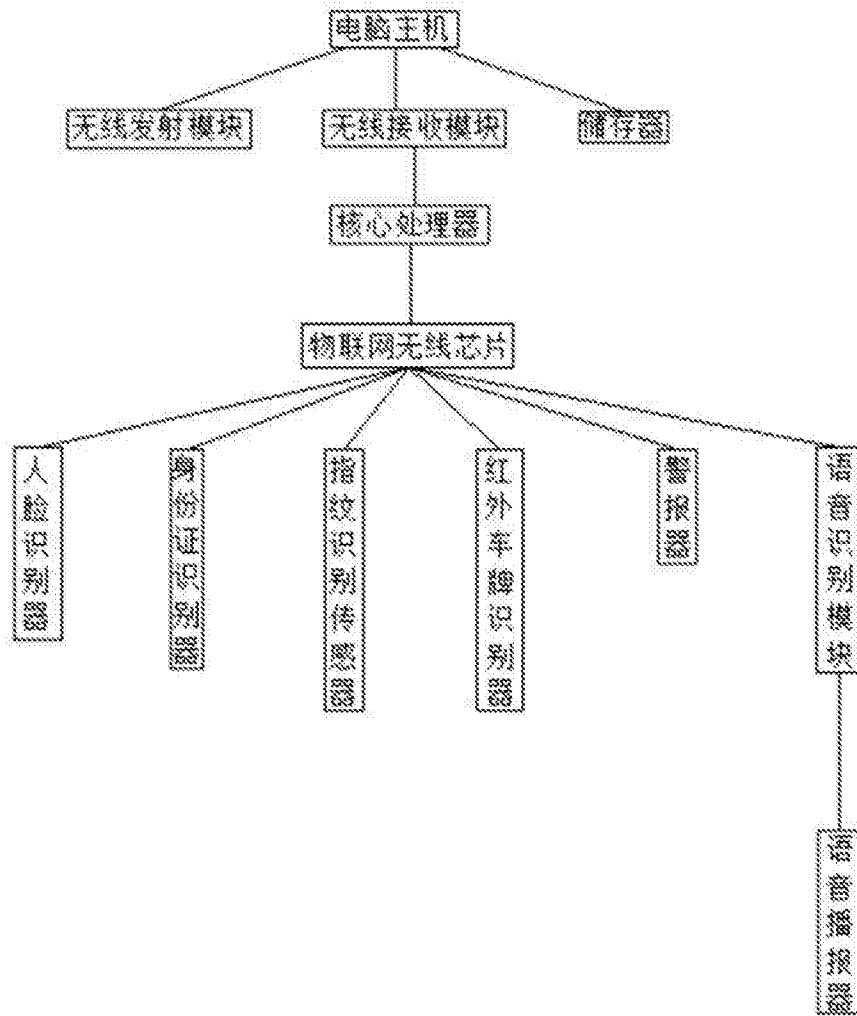 电脑主机
无线发射模块
无线接收模块
储存器
核心处理器
物联网无线芯片
人脸识别器
身份证识别器
指纹识别传感器
红外车牌识别器
警报器
语音识别模块
语音警报器